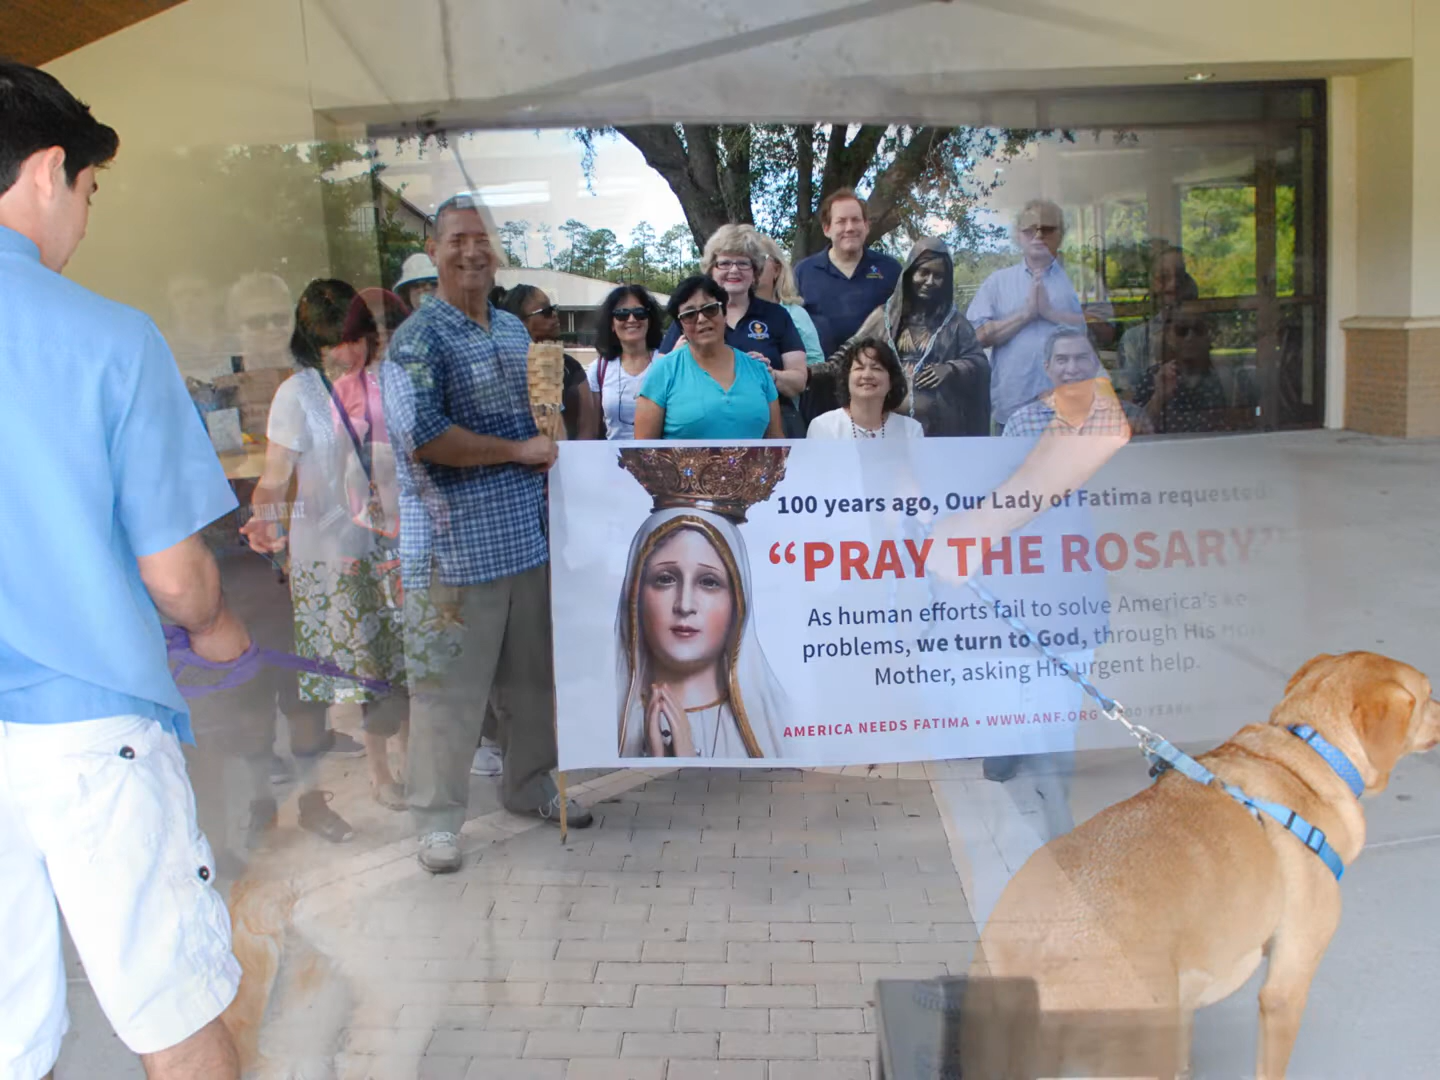 100 years ago, Our Lady of Fatima requested
“PRAY THE ROSARY”
As human efforts fail to solve America's
problems, we turn to God, through His
Mother, asking His urgent help.
AMERICA NEEDS FATIMA • WWW.ANF.ORG